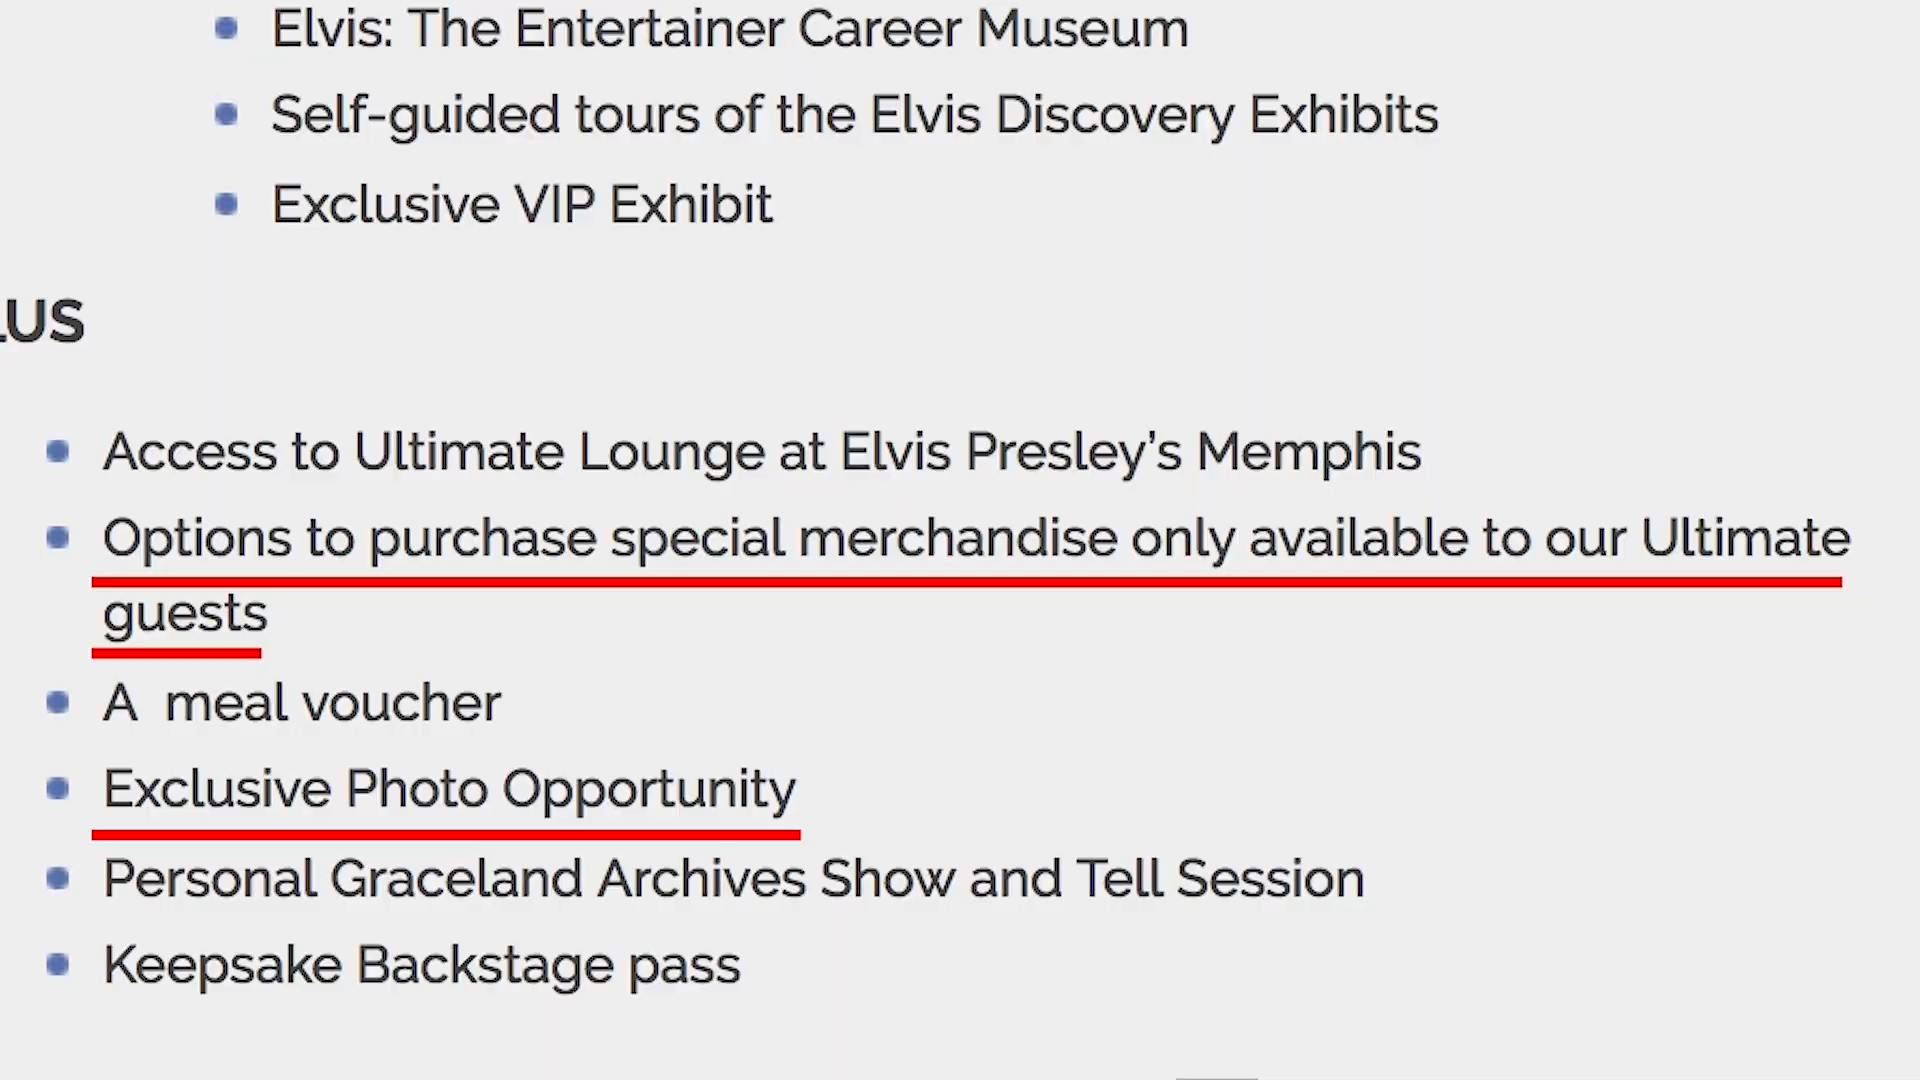 Elvis: The Entertainer Career Museum
Self-guided tours of the Elvis Discovery Exhibits
Exclusive VIP Exhibit
LUS
Access to Ultimate Lounge at Elvis Presley’s Memphis
Options to purchase special merchandise only available to our Ultimate
guests
A  meal voucher
Exclusive Photo Opportunity
Personal Graceland Archives Show and Tell Session
Keepsake Backstage pass